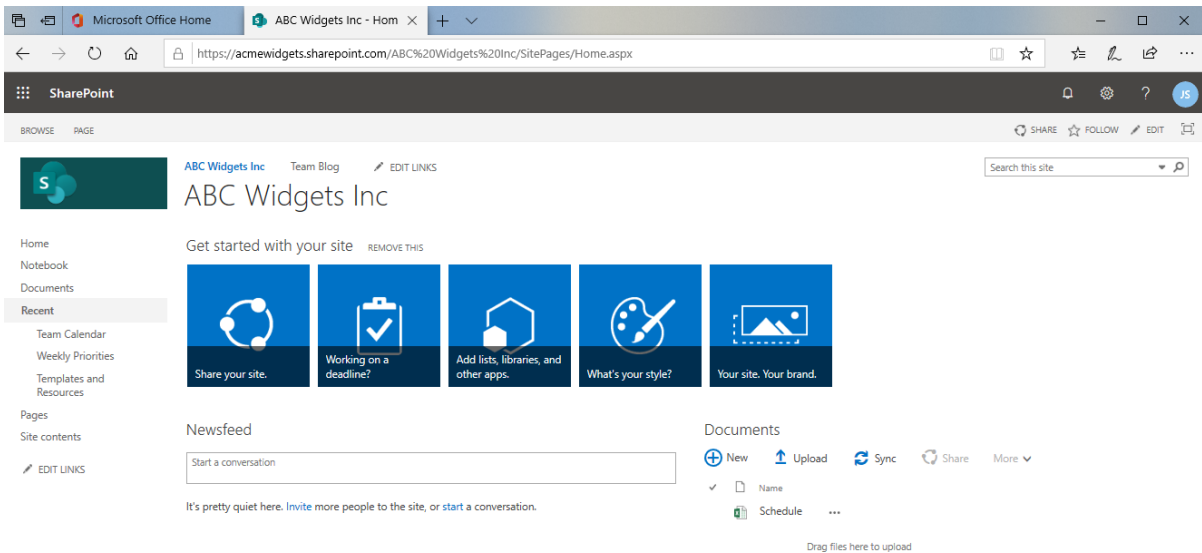 Microsoft Office Home
ABC Widgets Inc - Hom
https://acmewidgets.sharepoint.com/ABC%20Widgets%20Inc/SitePages/Home.aspx
SharePoint
?
JS
BROWSE PAGE
SHARE FOLLOW EDIT
S
ABC Widgets Inc Team Blog EDIT LINKS
Search this site
ABC Widgets Inc
Home
Notebook
Documents
Recent
Team Calendar
Weekly Priorities
Templates and
Resources
Pages
Site contents
EDIT LINKS
Get started with your site REMOVE THIS
Share your site.
Working on a
deadline?
Add lists, libraries, and
other apps.
What's your style?
Your site. Your brand.
Newsfeed
Start a conversation
It's pretty quiet here. Invite more people to the site, or start a conversation.
Documents
New Upload Sync Share More
Name
Schedule ...
Drag files here to upload